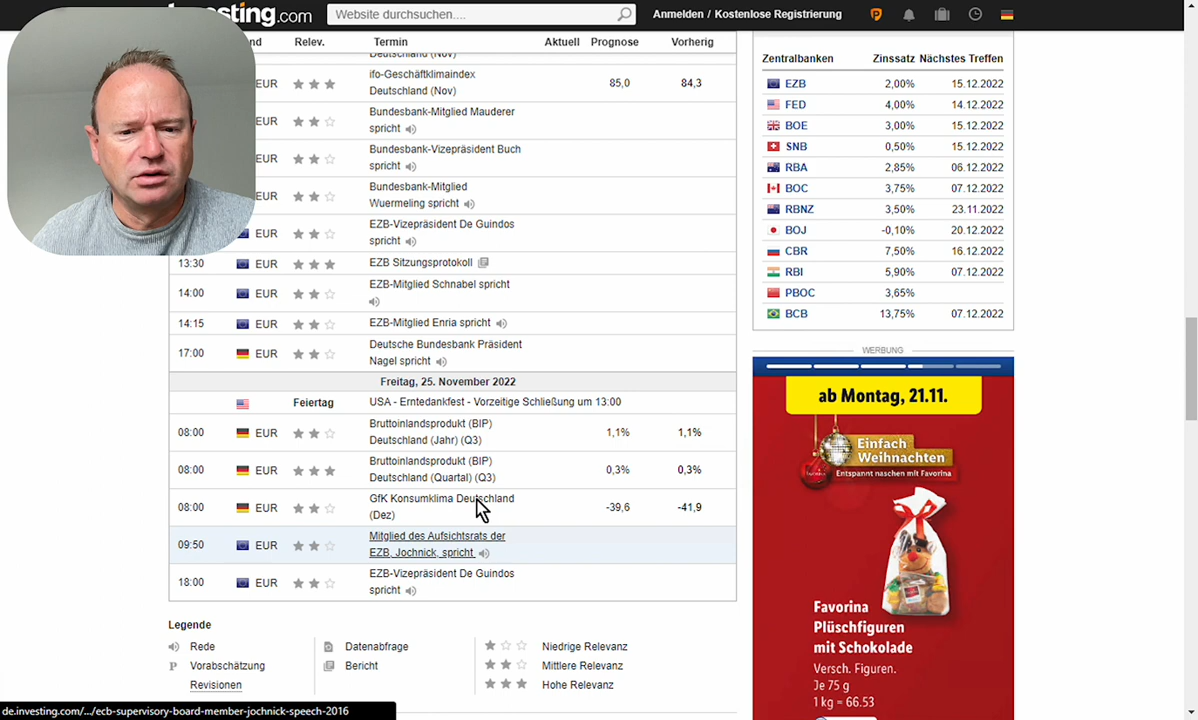 investing.com
Website durchsuchen....
Anmelden / Kostenlose Registrierung
Relev. Termin Aktuell Prognose Vorherig
Deutschland (Nov)
EUR ifo-Geschäftklimaindex 85,0 84,3
Deutschland (Nov)
EUR Bundesbank-Mitglied Mauderer
spricht
EUR Bundesbank-Vizepräsident Buch
spricht
EUR Bundesbank-Mitglied
Wuermeling spricht
EUR EZB-Vizepräsident De Guindos
spricht
13:30 EUR EZB Sitzungsprotokoll
14:00 EUR EZB-Mitglied Schnabel spricht
14:15 EUR EZB-Mitglied Enria spricht
17:00 EUR Deutsche Bundesbank Präsident
Nagel spricht
Freitag, 25. November 2022
Feiertag USA - Erntedankfest - Vorzeitige Schließung um 13:00
08:00 EUR Bruttoinlandsprodukt (BIP) 1,1% 1,1%
Deutschland (Jahr) (Q3)
08:00 EUR Bruttoinlandsprodukt (BIP) 0,3% 0,3%
Deutschland (Quartal) (Q3)
08:00 EUR GfK Konsumklima Deutschland -39,6 -41,9
(Dez)
09:50 EUR Mitglied des Aufsichtsrats der
EZB, Jochnick, spricht
18:00 EUR EZB-Vizepräsident De Guindos
spricht
Legende
Rede Datenabfrage Niedrige Relevanz
P Vorabschätzung Bericht Mittlere Relevanz
Revisionen Hohe Relevanz
de.investing.com/.../ecb-supervisory-board-member-jochnick-speech-2016
Zentralbanken Zinssatz Nächstes Treffen
EZB 2,00% 15.12.2022
FED 4,00% 14.12.2022
BOE 3,00% 15.12.2022
SNB 0,50% 15.12.2022
RBA 2,85% 06.12.2022
BOC 3,75% 07.12.2022
RBNZ 3,50% 23.11.2022
BOJ -0,10% 20.12.2022
CBR 7,50% 16.12.2022
RBI 5,90% 07.12.2022
PBOC 3,65%
BCB 13,75% 07.12.2022
WERBUNG
ab Montag, 21.11.
Einfach
Weihnachten
Entspannt naschen mit Favorina
Favorina
Plüschfiguren
mit Schokolade
Versch. Figuren.
Je 75 g
1 kg = 66.53